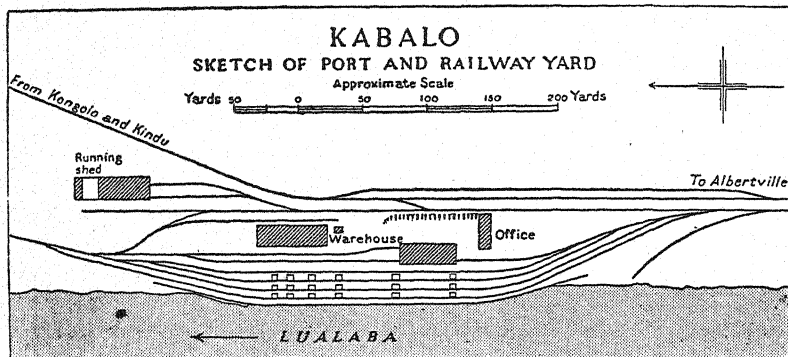 KABALO
SKETCH OF PORT AND RAILWAY YARD
Approximate Scale
Yards 50 0 50 100 150 200 Yards
From Kongolo and Kindu
Running
shed
To Albertville
Warehouse
Office
LUALABA